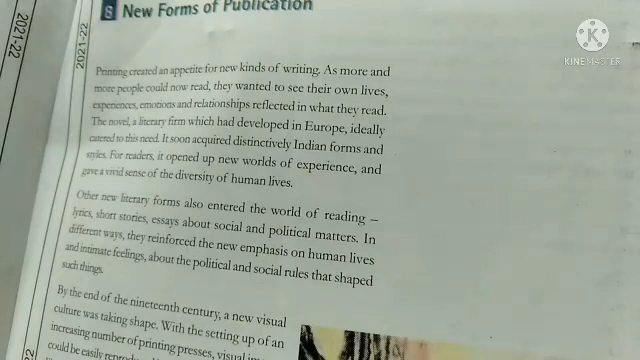 8 New Forms of Publication
2021-22
2021-22
KINEMASTER
Printing created an appetite for new kinds of writing. As more and
more people could now read, they wanted to see their own lives,
experiences, emotions and relationships reflected in what they read.
The novel, a literary firm which had developed in Europe, ideally
catered to this need. It soon acquired distinctively Indian forms and
styles. For readers, it opened up new worlds of experience, and
gave a vivid sense of the diversity of human lives.
Other new literary forms also entered the world of reading –
lyrics, short stories, essays about social and political matters. In
different ways, they reinforced the new emphasis on human lives
and intimate feelings, about the political and social rules that shaped
such things.
By the end of the nineteenth century, a new visual
culture was taking shape. With the setting up of an
increasing number of printing presses, visual
could be easily
22